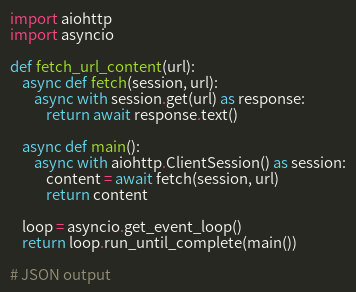 import aiohttp
import asyncio

def fetch_url_content(url):
    async def fetch(session, url):
        async with session.get(url) as response:
            return await response.text()

    async def main():
        async with aiohttp.ClientSession() as session:
            content = await fetch(session, url)
            return content

    loop = asyncio.get_event_loop()
    return loop.run_until_complete(main())

# JSON output